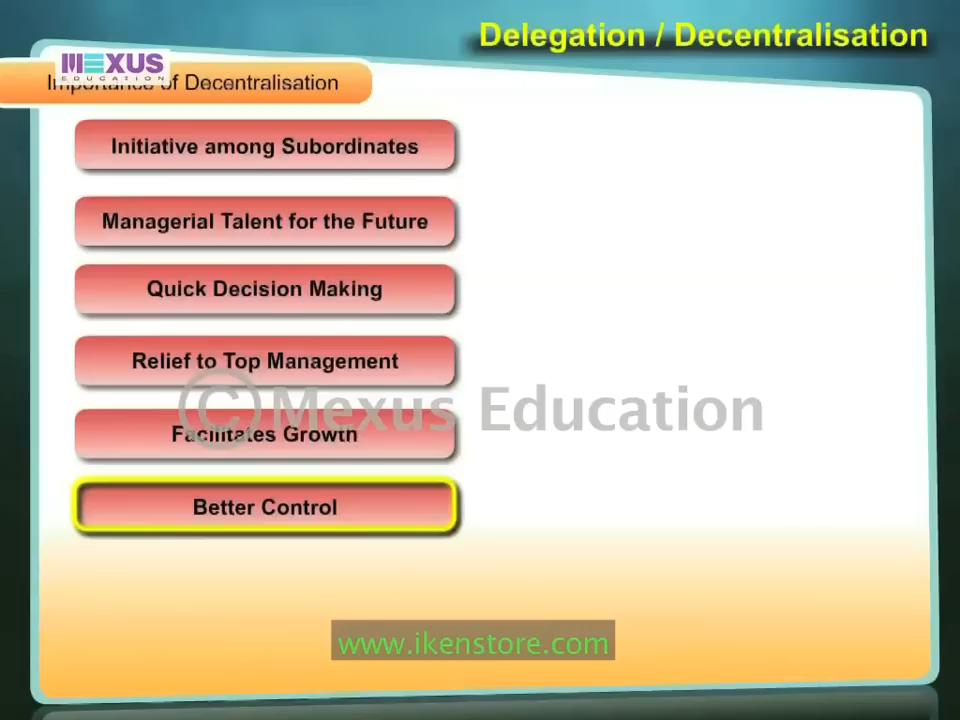 Delegation / Decentralisation
MEXUS
EDUCATION
Importance of Decentralisation
Initiative among Subordinates
Managerial Talent for the Future
Quick Decision Making
Relief to Top Management
© Mexus Education
Facilitates Growth
Better Control
www.ikenstore.com